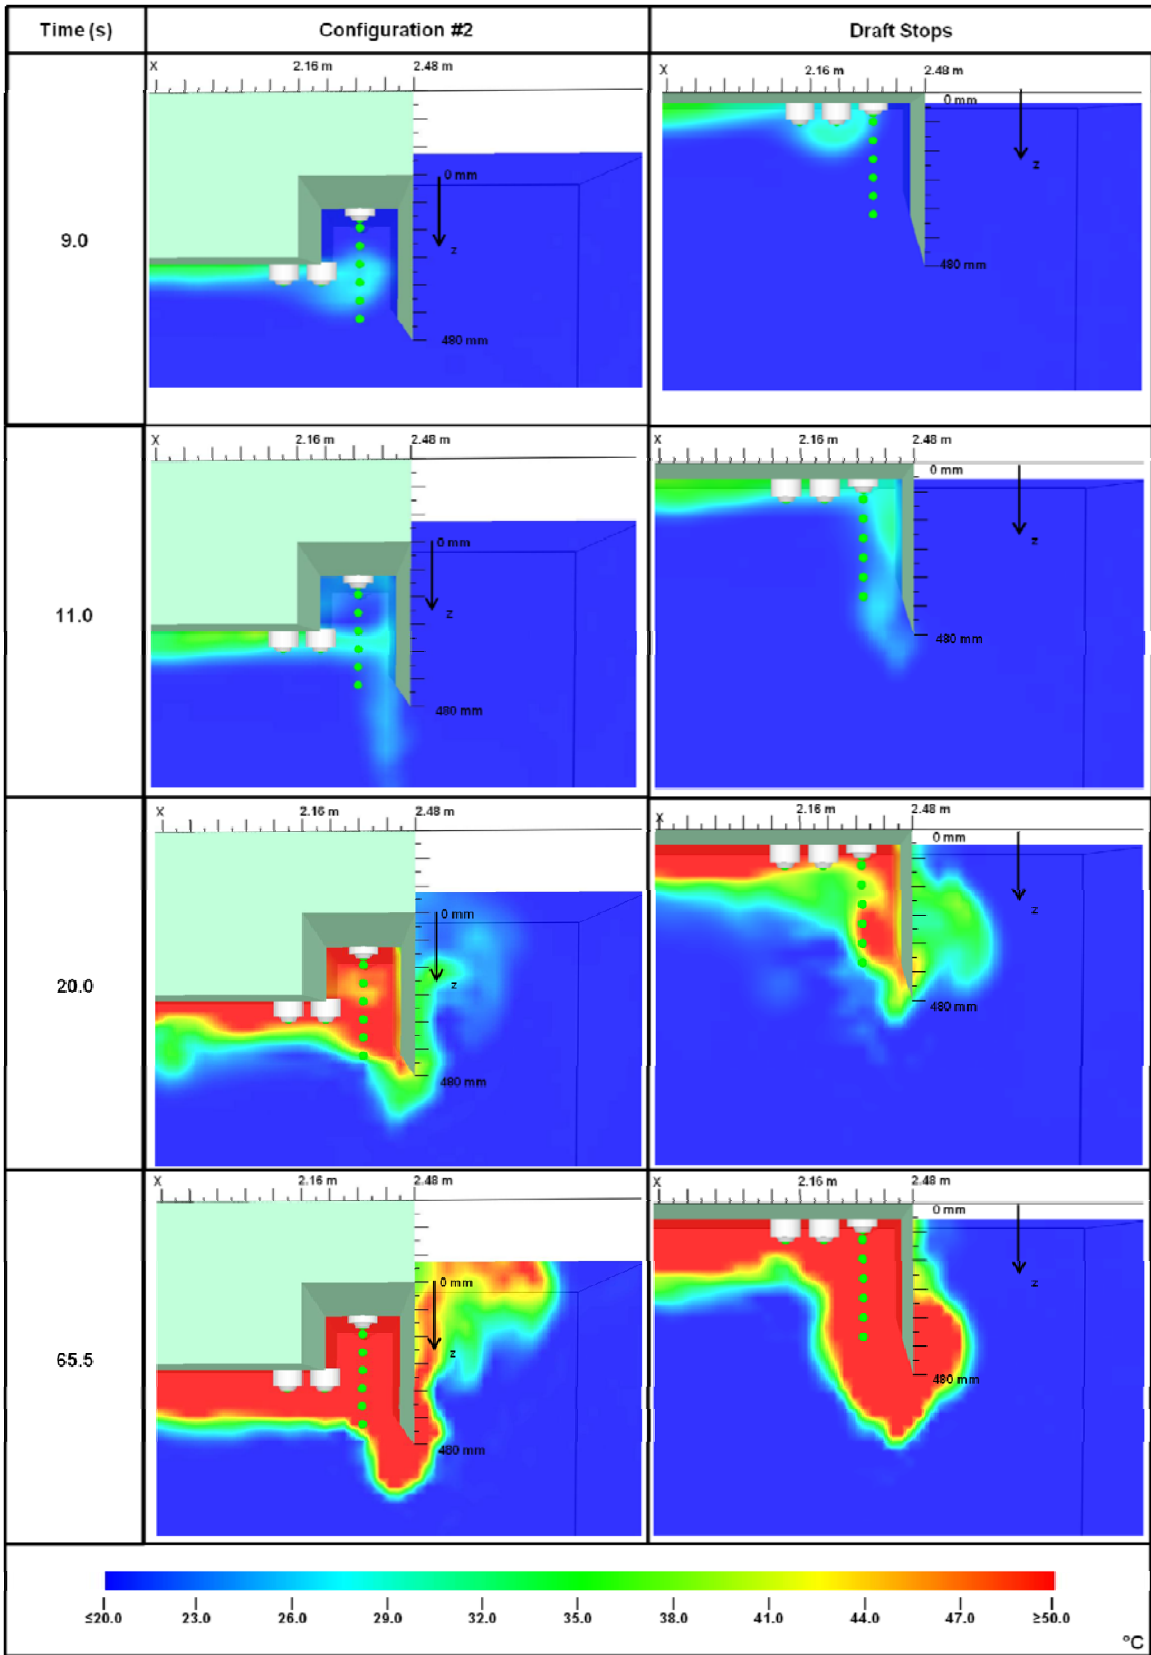 Time (s) Configuration #2 Draft Stops
X 2.16 m 2.48 m X 2.16 m 2.48 m
0 mm 0 mm
z z
9.0
480 mm 480 mm
X 2.16 m 2.48 m X 2.16 m 2.48 m
0 mm 0 mm
z z
11.0
480 mm 480 mm
X 2.16 m 2.48 m X 2.16 m 2.48 m
0 mm 0 mm
z z
20.0
480 mm 480 mm
X 2.16 m 2.48 m X 2.16 m 2.48 m
0 mm 0 mm
z z
65.5
480 mm 480 mm
≤20.0 23.0 26.0 29.0 32.0 35.0 38.0 41.0 44.0 47.0 ≥50.0
°C